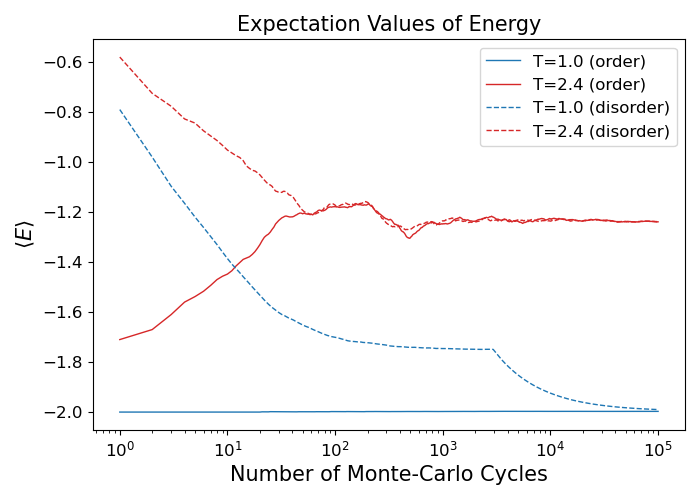 Expectation Values of Energy
T=1.0 (order)
T=2.4 (order)
T=1.0 (disorder)
T=2.4 (disorder)
⟨E⟩
−0.6
−0.8
−1.0
−1.2
−1.4
−1.6
−1.8
−2.0
10⁰ 10¹ 10² 10³ 10⁴ 10⁵
Number of Monte-Carlo Cycles